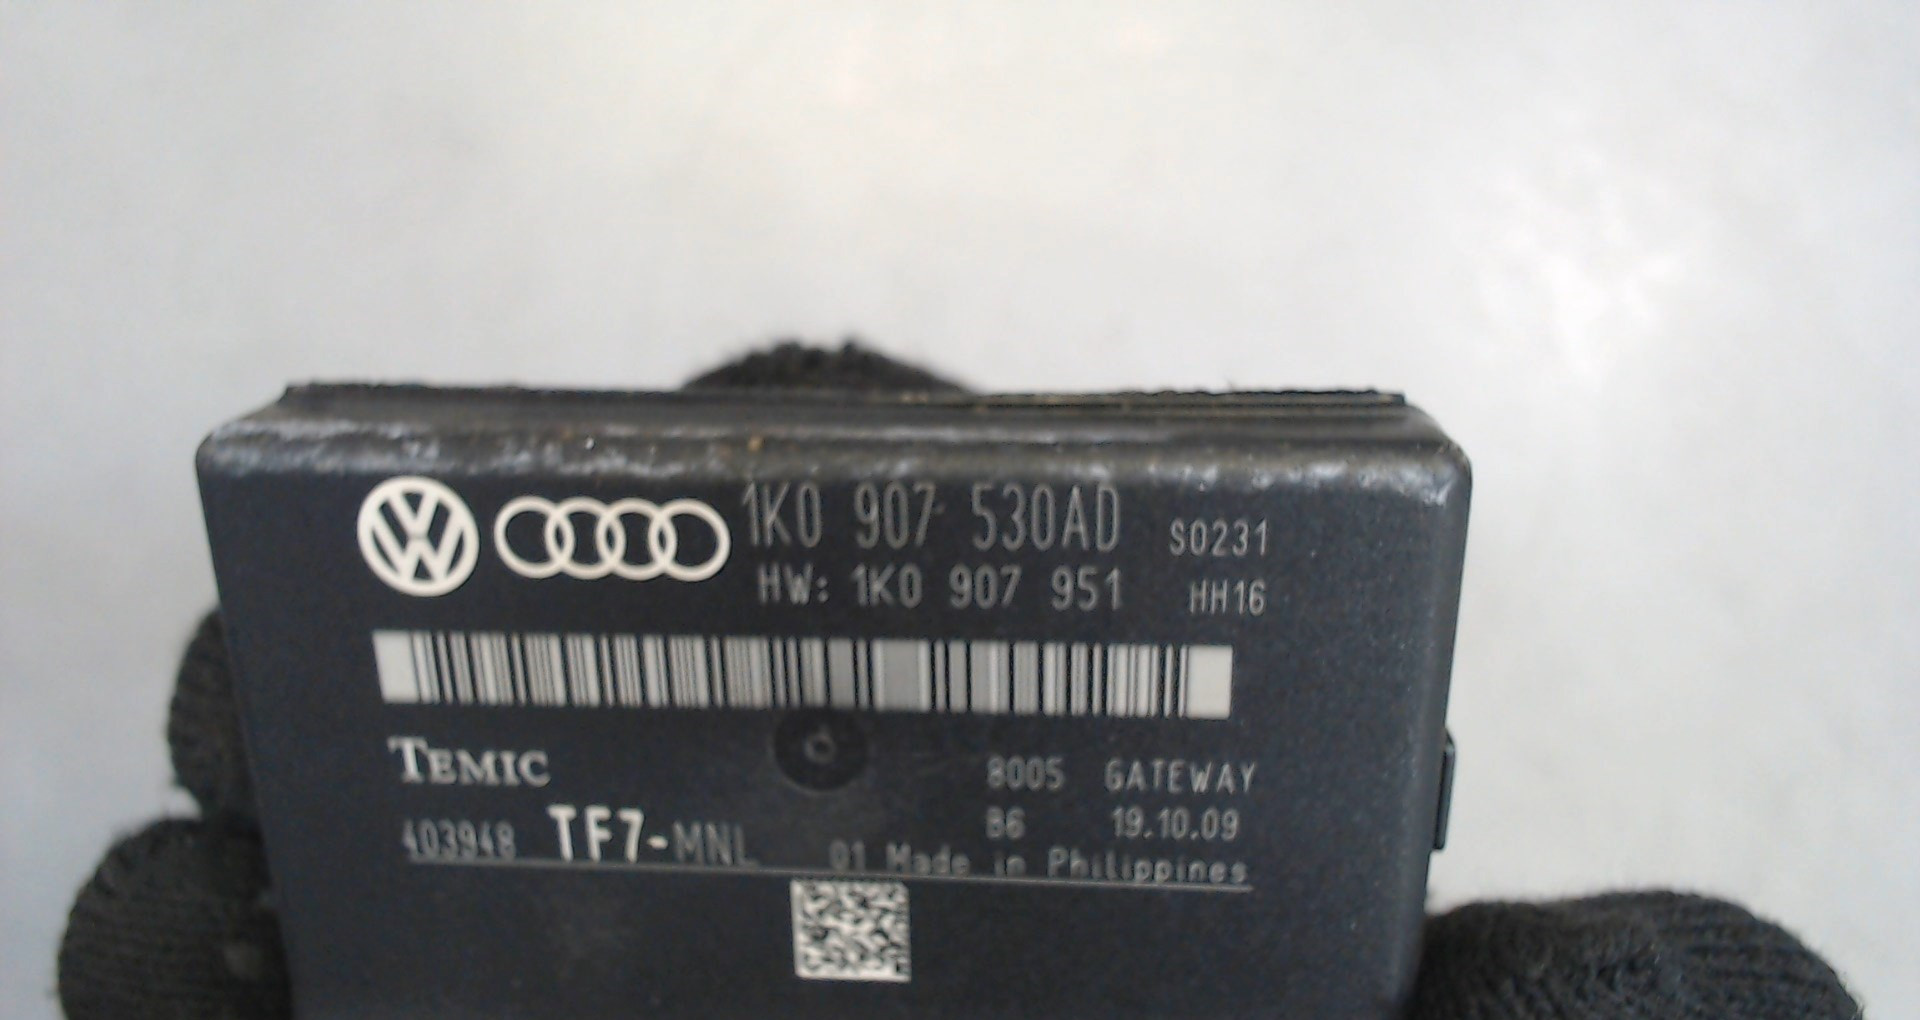 1K0 907 530AD S0231
HW: 1K0 907 951 HH16
TEMIC
8005 GATEWAY
B6 19.10.09
403948 TF7-MNL 01 Made in Philippines